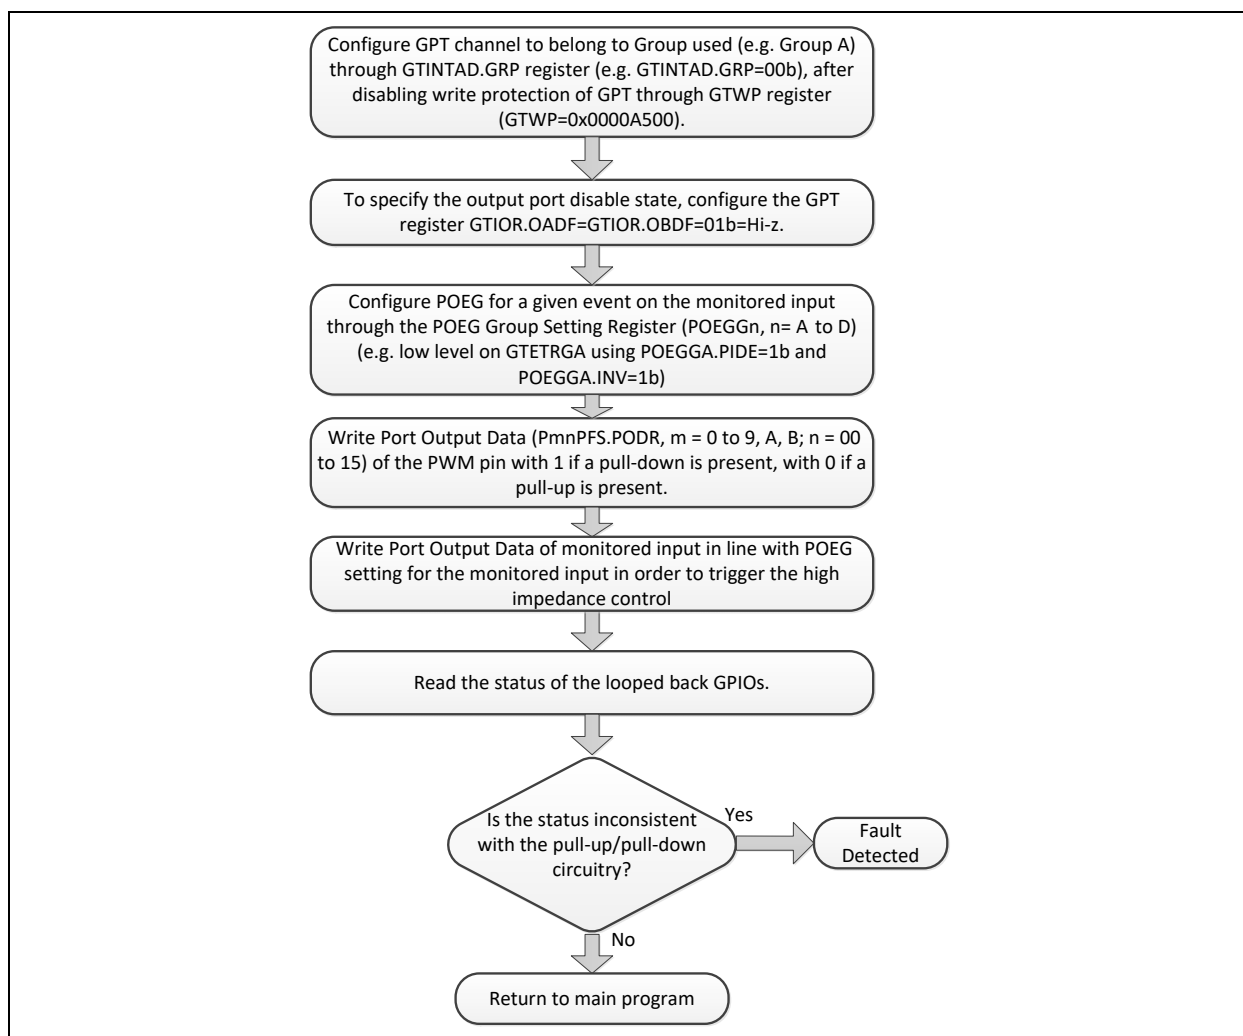 Configure GPT channel to belong to Group used (e.g. Group A)
through GTINTAD.GRP register (e.g. GTINTAD.GRP=00b), after
disabling write protection of GPT through GTWP register
(GTWP=0x0000A500).
To specify the output port disable state, configure the GPT
register GTIOR.OADF=GTIOR.OBDF=01b=Hi-z.
Configure POEG for a given event on the monitored input
through the POEG Group Setting Register (POEGGn, n= A to D)
(e.g. low level on GTETRGA using POEGGA.PIDE=1b and
POEGGA.INV=1b)
Write Port Output Data (PmnPFS.PODR, m = 0 to 9, A, B; n = 00
to 15) of the PWM pin with 1 if a pull-down is present, with 0 if a
pull-up is present.
Write Port Output Data of monitored input in line with POEG
setting for the monitored input in order to trigger the high
impedance control
Read the status of the looped back GPIOs.
Is the status inconsistent
with the pull-up/pull-down
circuitry?
Yes
Fault
Detected
No
Return to main program